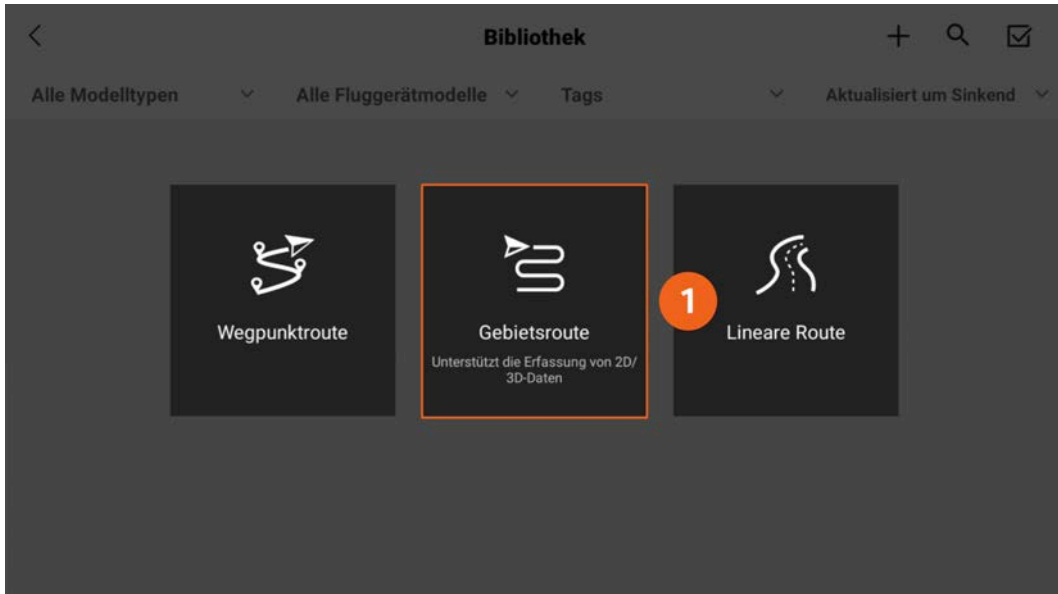 Bibliothek
Alle Modelltypen Alle Fluggerätmodelle Tags Aktualisiert um Sinkend
Wegpunktroute
Gebietsroute
Unterstützt die Erfassung von 2D/
3D-Daten
1
Lineare Route